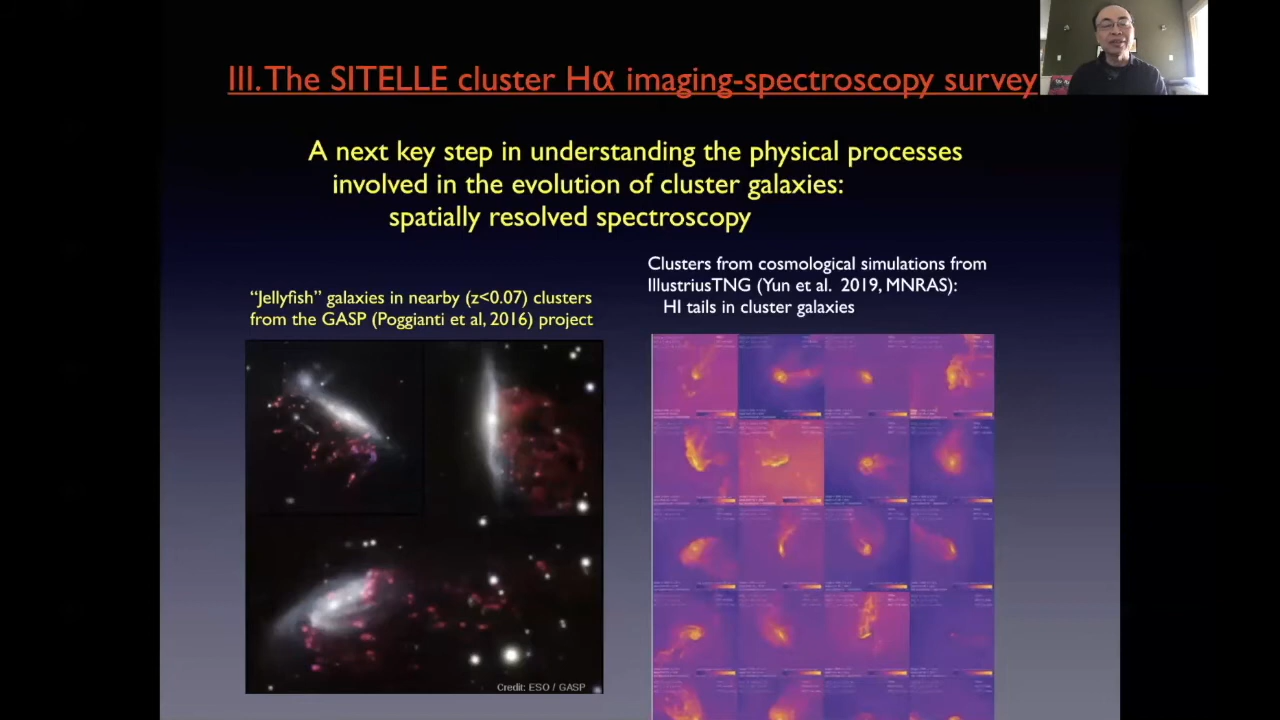 III. The SITELLE cluster Hα imaging-spectroscopy survey
A next key step in understanding the physical processes
involved in the evolution of cluster galaxies:
spatially resolved spectroscopy
Clusters from cosmological simulations from
IllustriusTNG (Yun et al. 2019, MNRAS):
HI tails in cluster galaxies
"Jellyfish" galaxies in nearby (z<0.07) clusters
from the GASP (Poggianti et al, 2016) project
Credit: ESO / GASP